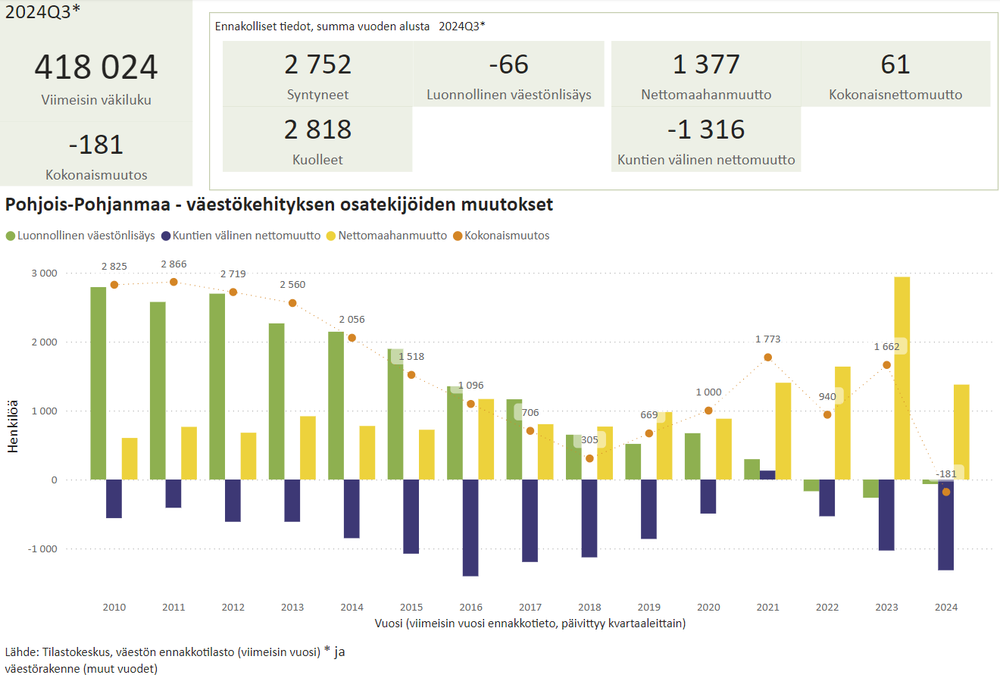 2024Q3*
418 024
Viimeisin väkiluku
-181
Kokonaismuutos
Ennakolliset tiedot, summa vuoden alusta 2024Q3*
2 752
Syntyneet
-66
Luonnollinen väestönlisäys
1 377
Nettomaahanmuutto
61
Kokonaisnettomuutto
2 818
Kuolleet
-1 316
Kuntien välinen nettomuutto
Pohjois-Pohjanmaa - väestökehityksen osatekijöiden muutokset
Luonnollinen väestönlisäys Kuntien välinen nettomuutto Nettomaahanmuutto Kokonaismuutos
Henkilöä
3 000
2 000
1 000
0
-1 000
2 825
2 866
2 719
2 560
2 056
1 518
1 096
706
305
669
1 000
1 773
940
1 662
-181
2010 2011 2012 2013 2014 2015 2016 2017 2018 2019 2020 2021 2022 2023 2024
Vuosi (viimeisin vuosi ennakkotieto, päivittyy kvartaaleittain)
Lähde: Tilastokeskus, väestön ennakkotilasto (viimeisin vuosi) * ja
väestörakenne (muut vuodet)